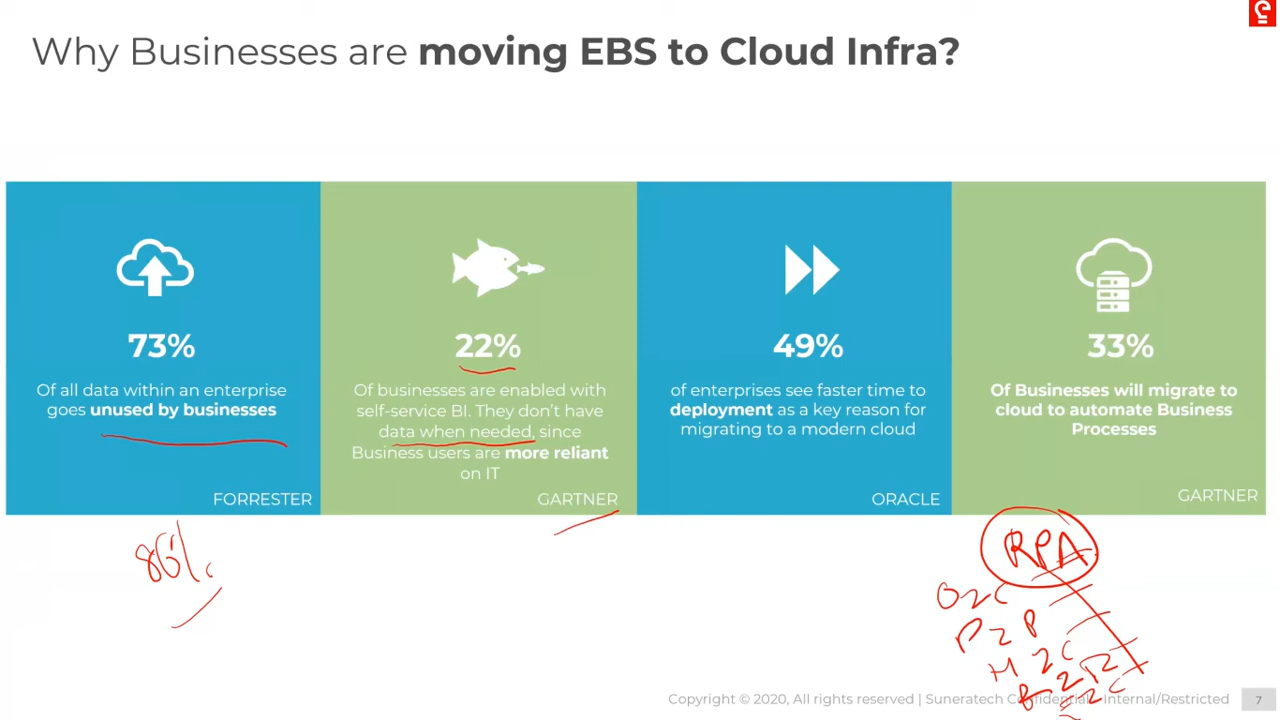 Why Businesses are moving EBS to Cloud Infra?
73%
Of all data within an enterprise
goes unused by businesses
FORRESTER
22%
Of businesses are enabled with
self-service BI. They don't have
data when needed, since
Business users are more reliant
on IT
GARTNER
49%
of enterprises see faster time to
deployment as a key reason for
migrating to a modern cloud
ORACLE
33%
Of Businesses will migrate to
cloud to automate Business
Processes
GARTNER
RPA
O2C
P2P
Copyright © 2020, All rights reserved | Suneratech Confidential - Internal/Restricted
7